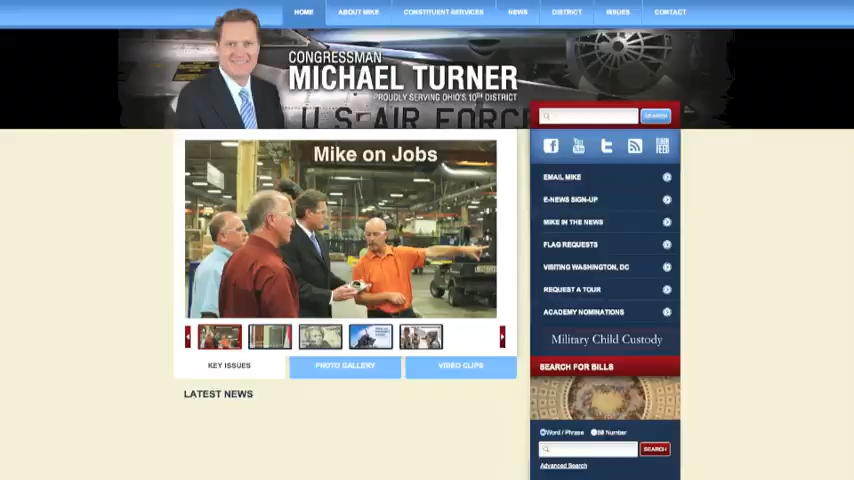 HOME ABOUT MIKE CONSTITUENT SERVICES NEWS DISTRICT ISSUES CONTACT
CONGRESSMAN
MICHAEL TURNER
PROUDLY SERVING OHIO'S 10TH DISTRICT
U.S. AIR FORCE
SEARCH
Mike on Jobs
EMAIL MIKE
E-NEWS SIGN-UP
MIKE IN THE NEWS
FLAG REQUESTS
VISITING WASHINGTON, DC
REQUEST A TOUR
ACADEMY NOMINATIONS
Military Child Custody
KEY ISSUES PHOTO GALLERY VIDEO CLIPS
LATEST NEWS
SEARCH FOR BILLS
Word / Phrase Bill Number
SEARCH
Advanced Search